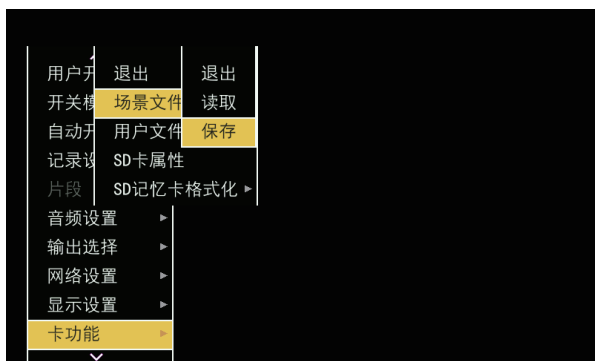 用户开
开关模
自动开
记录设
片段
音频设置
输出选择
网络设置
显示设置
卡功能
退出
场景文件
用户文件
SD卡属性
SD记忆卡格式化
退出
读取
保存